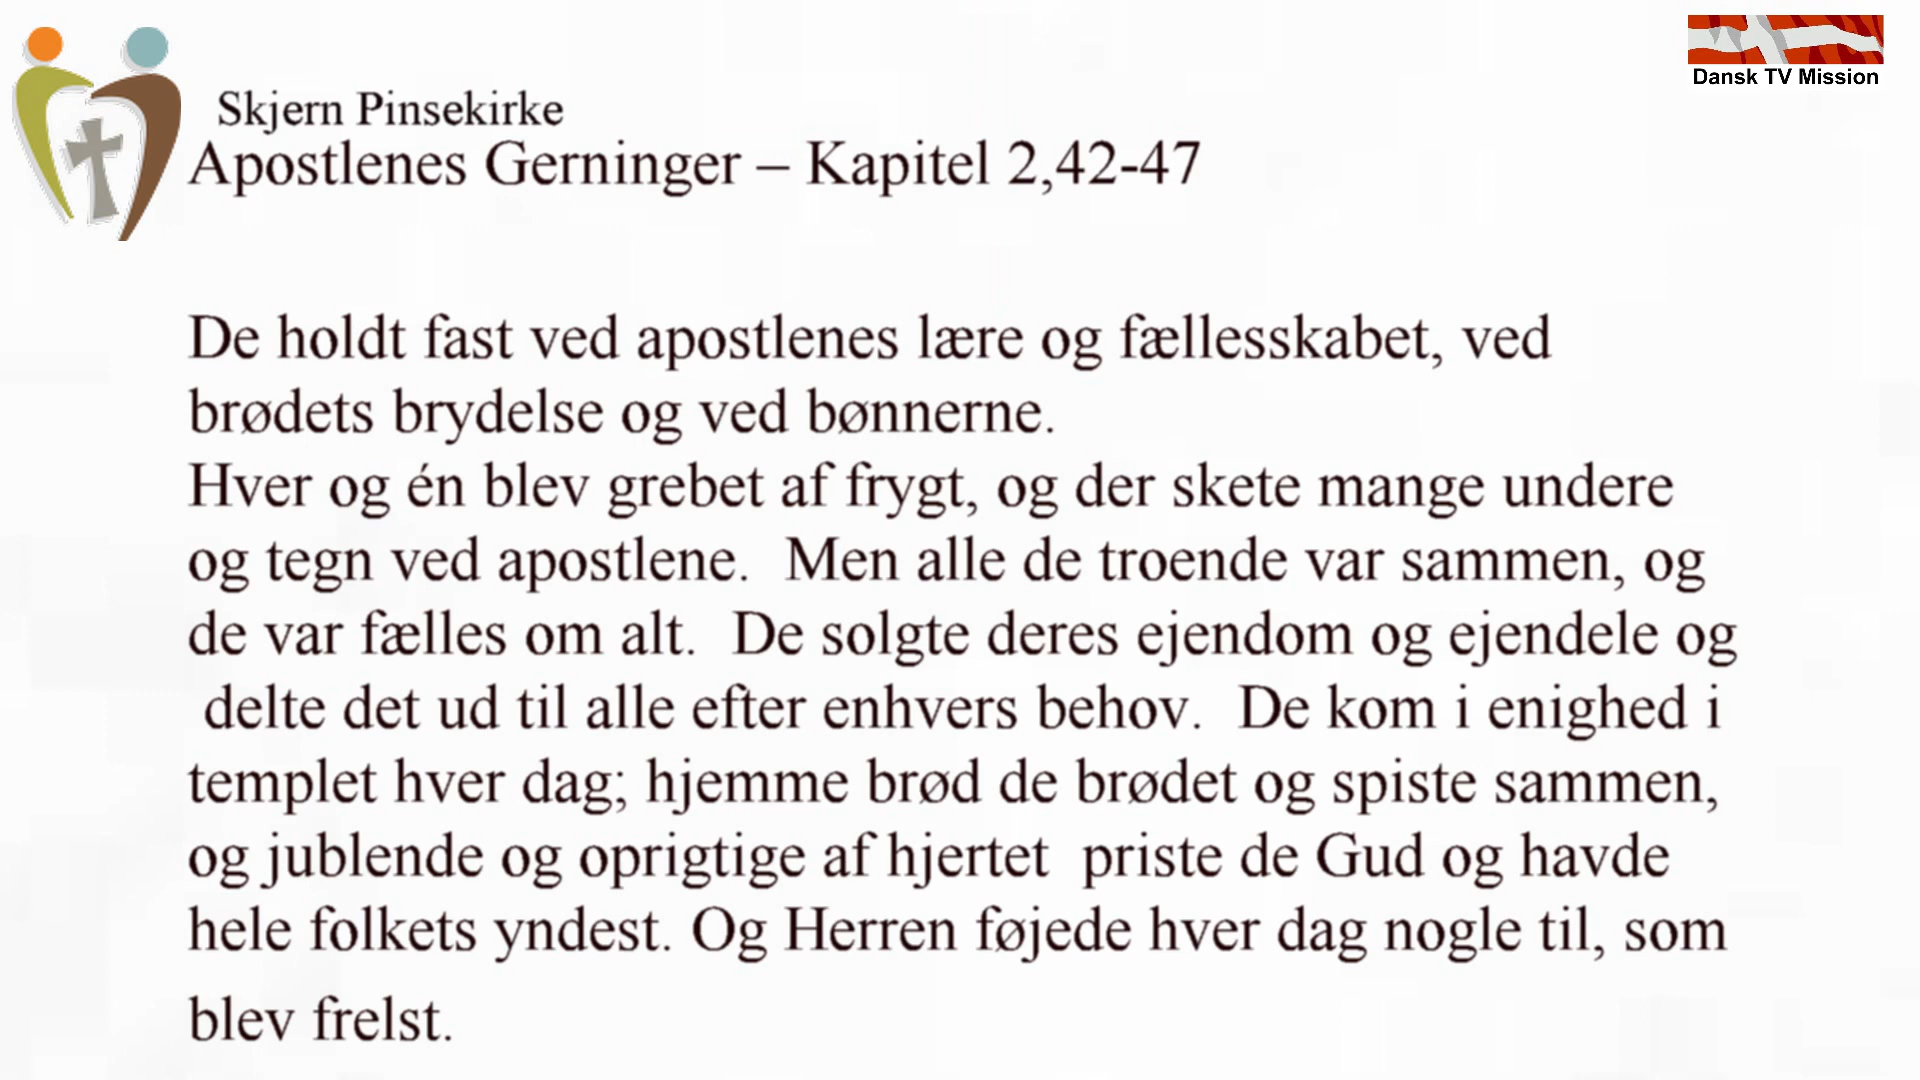 Dansk TV Mission
Skjern Pinsekirke
Apostlenes Gerninger – Kapitel 2,42-47
De holdt fast ved apostlenes lære og fællesskabet, ved
brødets brydelse og ved bønnerne.
Hver og én blev grebet af frygt, og der skete mange undere
og tegn ved apostlene.  Men alle de troende var sammen, og
de var fælles om alt.  De solgte deres ejendom og ejendele og
delte det ud til alle efter enhvers behov.  De kom i enighed i
templet hver dag; hjemme brød de brødet og spiste sammen,
og jublende og oprigtige af hjertet  priste de Gud og havde
hele folkets yndest. Og Herren føjede hver dag nogle til, som
blev frelst.